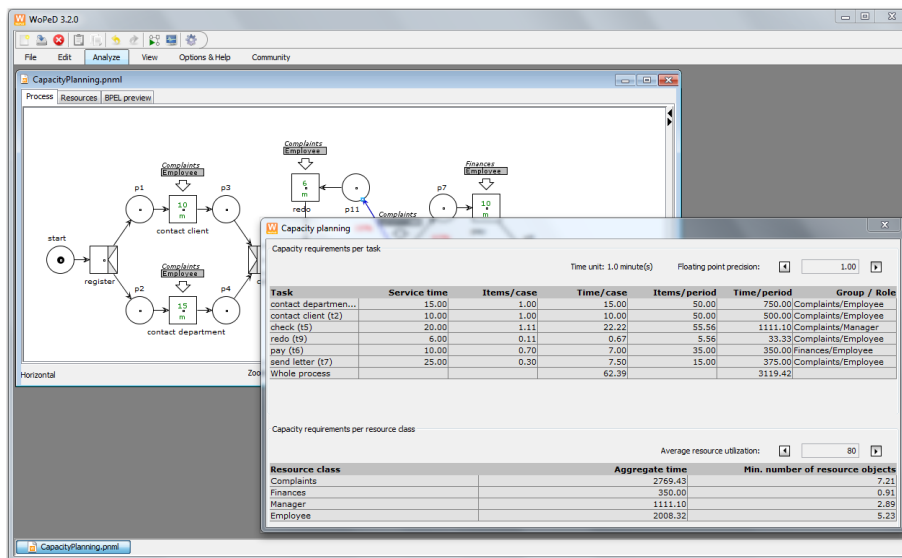 WoPeD 3.2.0
File Edit Analyze View Options & Help Community
CapacityPlanning.pnml
Process Resources BPEL preview
Complaints
Employee
6
m
redo
p11
Complaints
Finances
Employee
p7
10
Complaints
Employee
p1
10
m
p3
contact client
start
register
Complaints
Employee
p2
15
m
p4
contact department
Horizontal
Capacity planning
Capacity requirements per task
Time unit: 1.0 minute(s) Floating point precision: 1.00
Task Service time Items/case Time/case Items/period Time/period Group / Role
contact departmen... 15.00 1.00 15.00 50.00 750.00 Complaints/Employee
contact client (t2) 10.00 1.00 10.00 50.00 500.00 Complaints/Employee
check (t5) 20.00 1.11 22.22 55.56 1111.10 Complaints/Manager
redo (t9) 6.00 0.11 0.67 5.56 33.33 Complaints/Employee
pay (t6) 10.00 0.70 7.00 35.00 350.00 Finances/Employee
send letter (t7) 25.00 0.30 7.50 15.00 375.00 Complaints/Employee
Whole process 62.39 3119.42
Capacity requirements per resource class
Average resource utilization: 80
Resource class Aggregate time Min. number of resource objects
Complaints 2769.43 7.21
Finances 350.00 0.91
Manager 1111.10 2.89
Employee 2008.32 5.23
CapacityPlanning.pnml